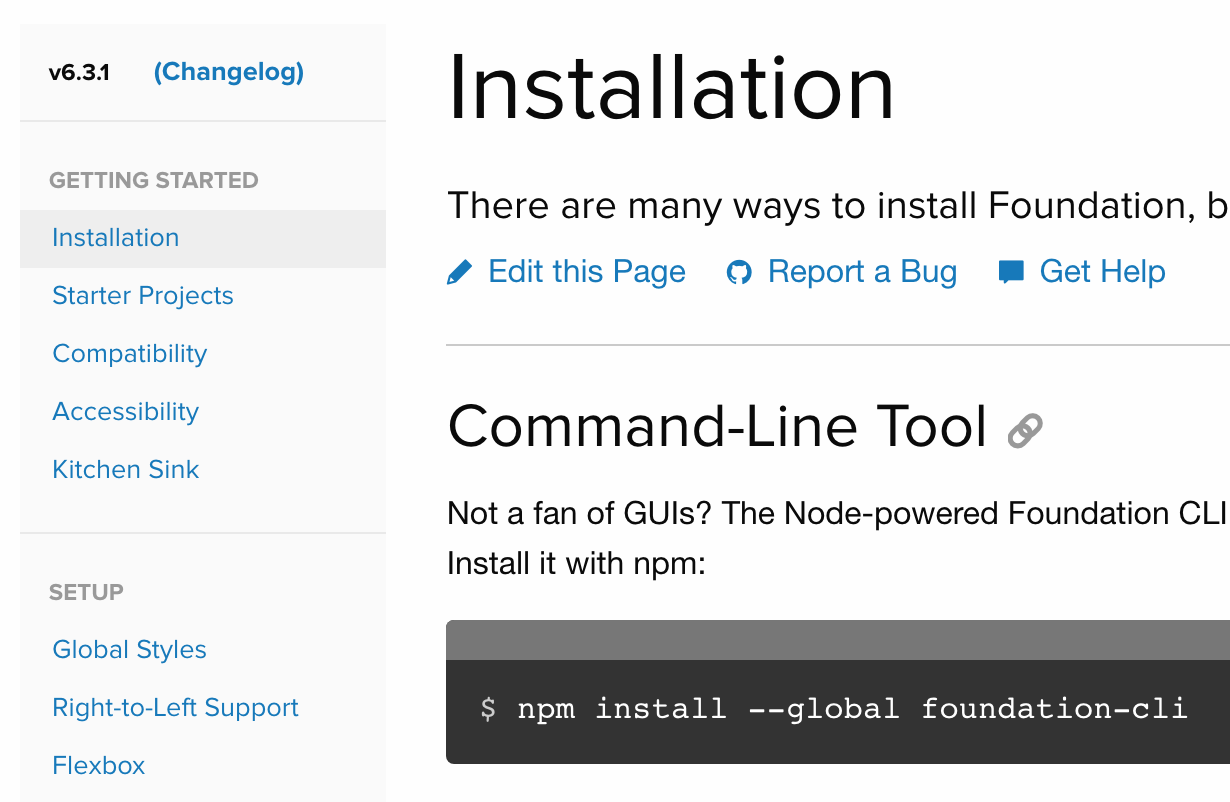 v6.3.1 (Changelog)
GETTING STARTED
Installation
Starter Projects
Compatibility
Accessibility
Kitchen Sink
SETUP
Global Styles
Right-to-Left Support
Flexbox
Installation
There are many ways to install Foundation, b
Edit this Page Report a Bug Get Help
Command-Line Tool
Not a fan of GUIs? The Node-powered Foundation CLI
Install it with npm:
$ npm install --global foundation-cli